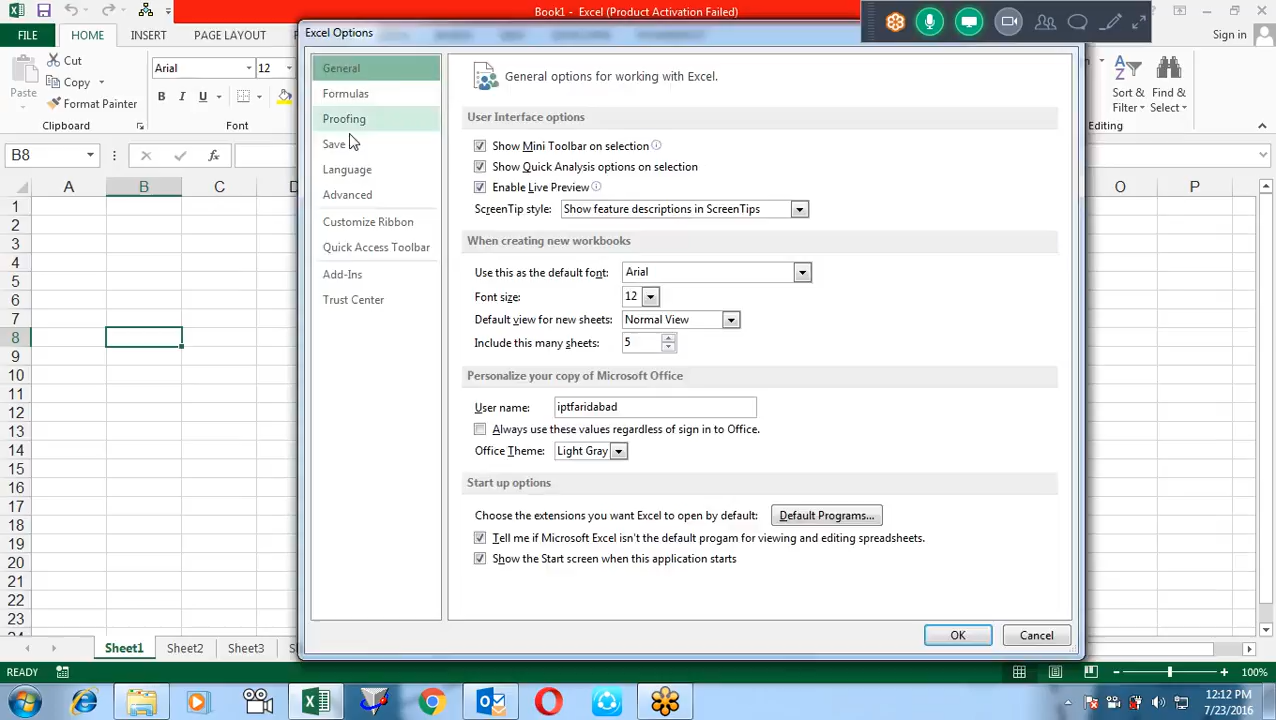 Book1 - Excel (Product Activation Failed)
Excel Options
Sign in
FILE HOME INSERT PAGE LAYOUT
Cut
Copy
Format Painter
Paste
Clipboard
Arial 12
B I U
Font
Sort & Filter
Find & Select
Editing
B8
fx
A B C D O P
1
2
3
4
5
6
7
8
9
10
11
12
13
14
15
16
17
18
19
20
21
22
23
General
Formulas
Proofing
Save
Language
Advanced
Customize Ribbon
Quick Access Toolbar
Add-Ins
Trust Center
General options for working with Excel.
User Interface options
Show Mini Toolbar on selection
Show Quick Analysis options on selection
Enable Live Preview
ScreenTip style: Show feature descriptions in ScreenTips
When creating new workbooks
Use this as the default font: Arial
Font size: 12
Default view for new sheets: Normal View
Include this many sheets: 5
Personalize your copy of Microsoft Office
User name: iptfaridabad
Always use these values regardless of sign in to Office.
Office Theme: Light Gray
Start up options
Choose the extensions you want Excel to open by default: Default Programs...
Tell me if Microsoft Excel isn't the default progam for viewing and editing spreadsheets.
Show the Start screen when this application starts
OK Cancel
Sheet1 Sheet2 Sheet3
READY
100%
12:12 PM
7/23/2016